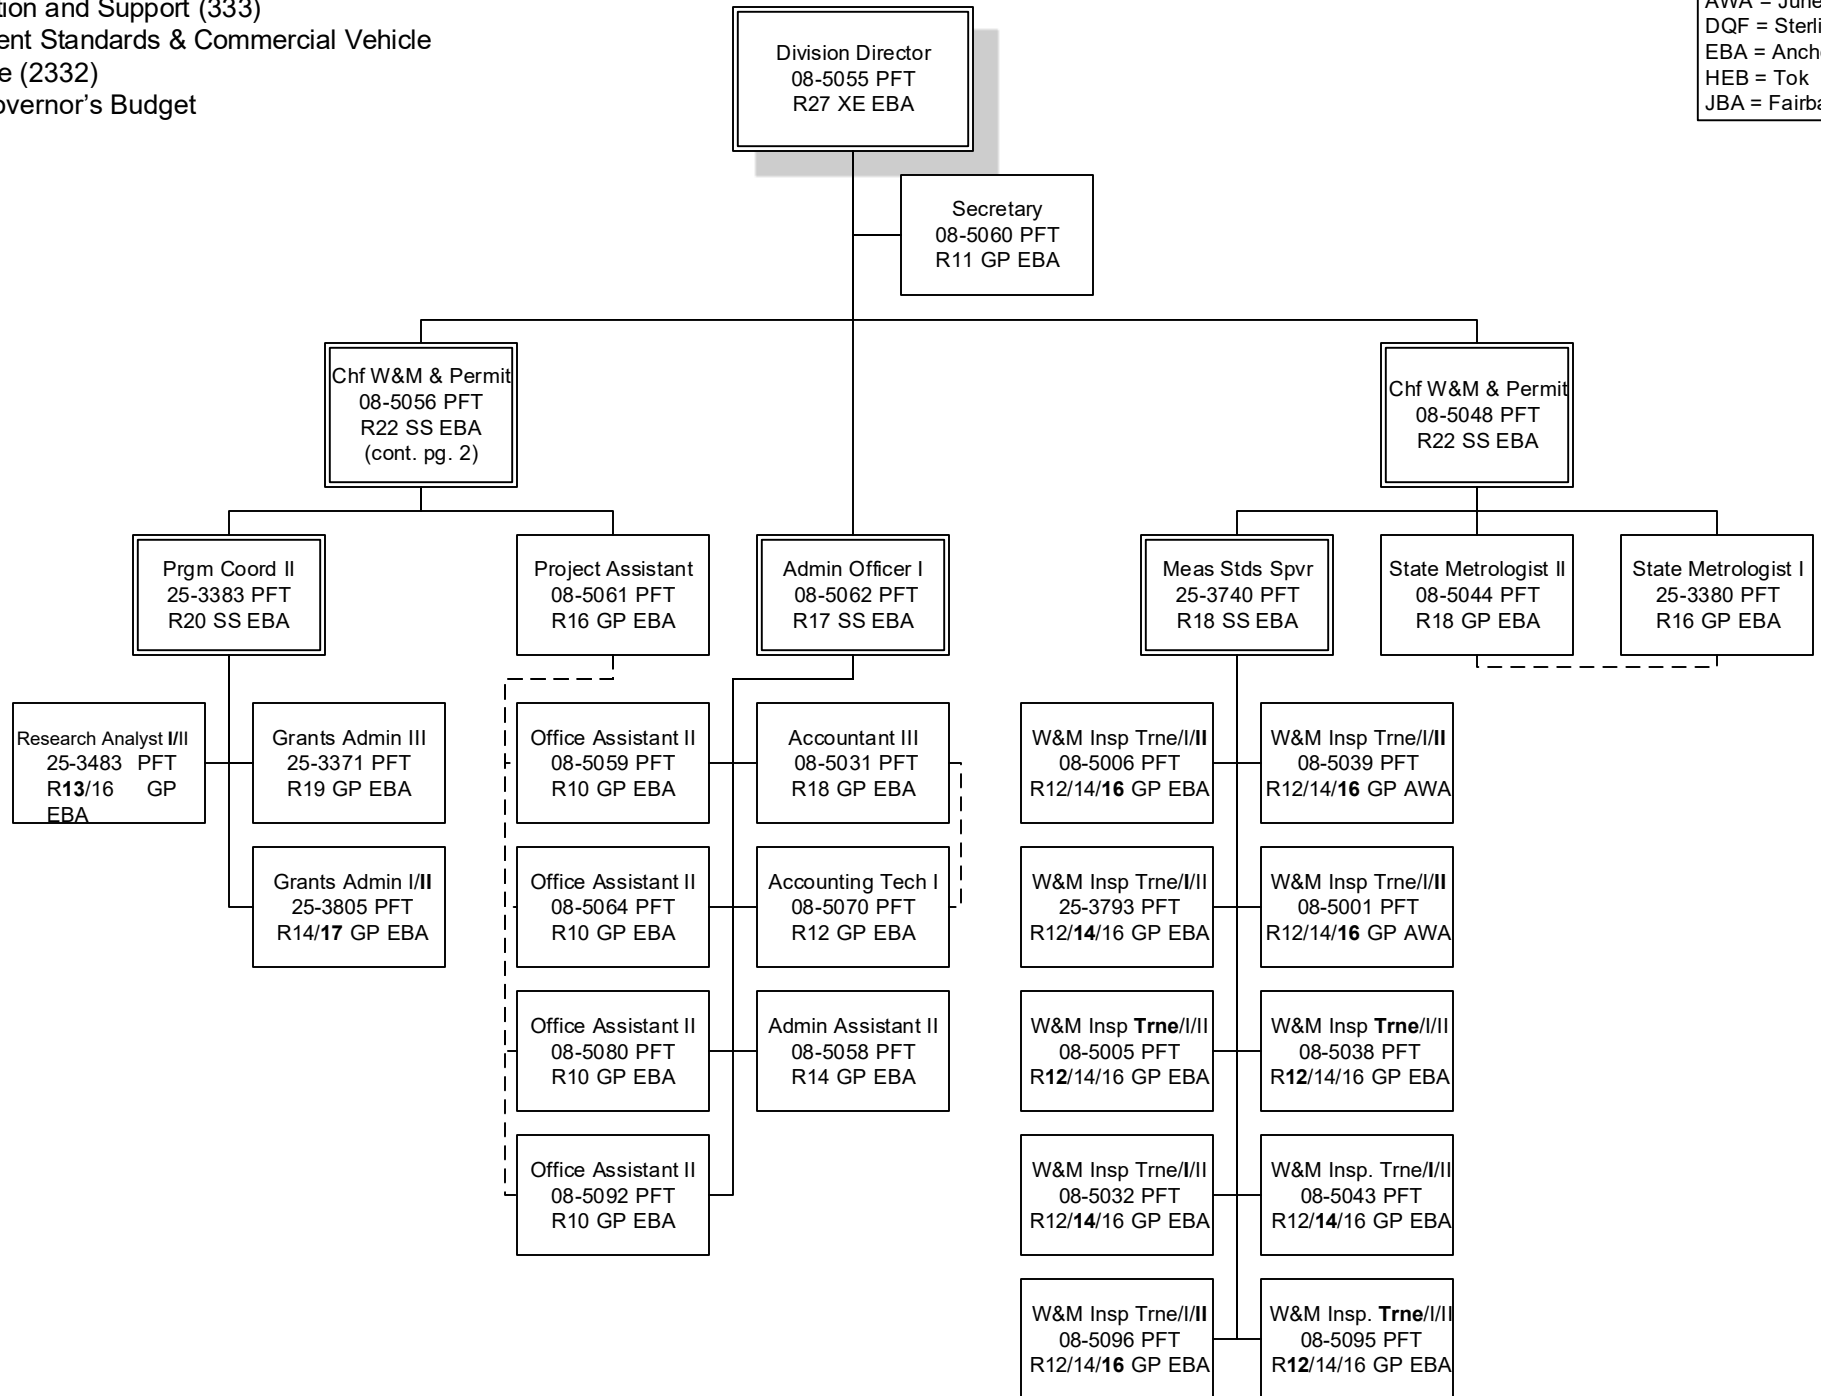 and Support (333)
Standards & Commercial Vehicle
(2332)
Budget
=
DQF =
EBA =
HEB = Tok
JBA =
Division Director
08-5055 PFT
R27 XE EBA
Secretary
08-5060 PFT
R11 GP EBA
Chf W&M & Permit
08-5056 PFT
R22 SS EBA
(cont. pg. 2)
Chf W&M & Permit
08-5048 PFT
R22 SS EBA
Prgm Coord II
25-3383 PFT
R20 SS EBA
Project Assistant
08-5061 PFT
R16 GP EBA
Admin Officer I
08-5062 PFT
R17 SS EBA
Meas Stds Spvr
25-3740 PFT
R18 SS EBA
State Metrologist II
08-5044 PFT
R18 GP EBA
State Metrologist I
25-3380 PFT
R16 GP EBA
Research Analyst I/II
25-3483 PFT
R13/16 GP
EBA
Grants Admin III
25-3371 PFT
R19 GP EBA
Office Assistant II
08-5059 PFT
R10 GP EBA
Accountant III
08-5031 PFT
R18 GP EBA
W&M Insp Trne/I/II
08-5006 PFT
R12/14/16 GP EBA
W&M Insp Trne/I/II
08-5039 PFT
R12/14/16 GP AWA
Grants Admin I/II
25-3805 PFT
R14/17 GP EBA
Office Assistant II
08-5064 PFT
R10 GP EBA
Accounting Tech I
08-5070 PFT
R12 GP EBA
W&M Insp Trne/I/II
25-3793 PFT
R12/14/16 GP EBA
W&M Insp Trne/I/II
08-5001 PFT
R12/14/16 GP AWA
Office Assistant II
08-5080 PFT
R10 GP EBA
Admin Assistant II
08-5058 PFT
R14 GP EBA
W&M Insp Trne/I/II
08-5005 PFT
R12/14/16 GP EBA
W&M Insp Trne/I/II
08-5038 PFT
R12/14/16 GP EBA
Office Assistant II
08-5092 PFT
R10 GP EBA
W&M Insp Trne/I/II
08-5032 PFT
R12/14/16 GP EBA
W&M Insp. Trne/I/II
08-5043 PFT
R12/14/16 GP EBA
W&M Insp Trne/I/II
08-5096 PFT
R12/14/16 GP EBA
W&M Insp. Trne/I/II
08-5095 PFT
R12/14/16 GP EBA